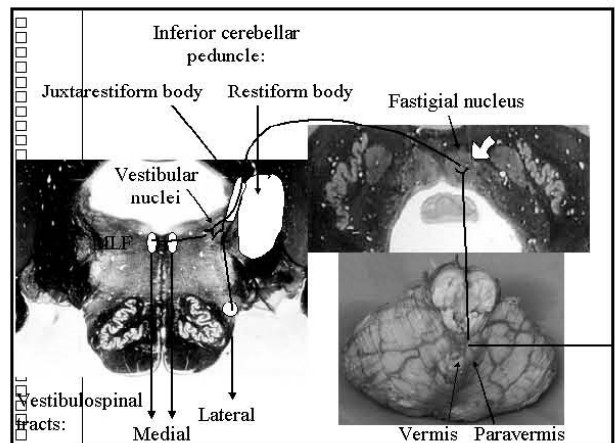 Inferior cerebellar
peduncle:
Juxtarestiform body
Restiform body
Fastigial nucleus
Vestibular
nuclei
MLF
Vestibulospinal
tracts:
Lateral
Medial
Vermis
Paravermis